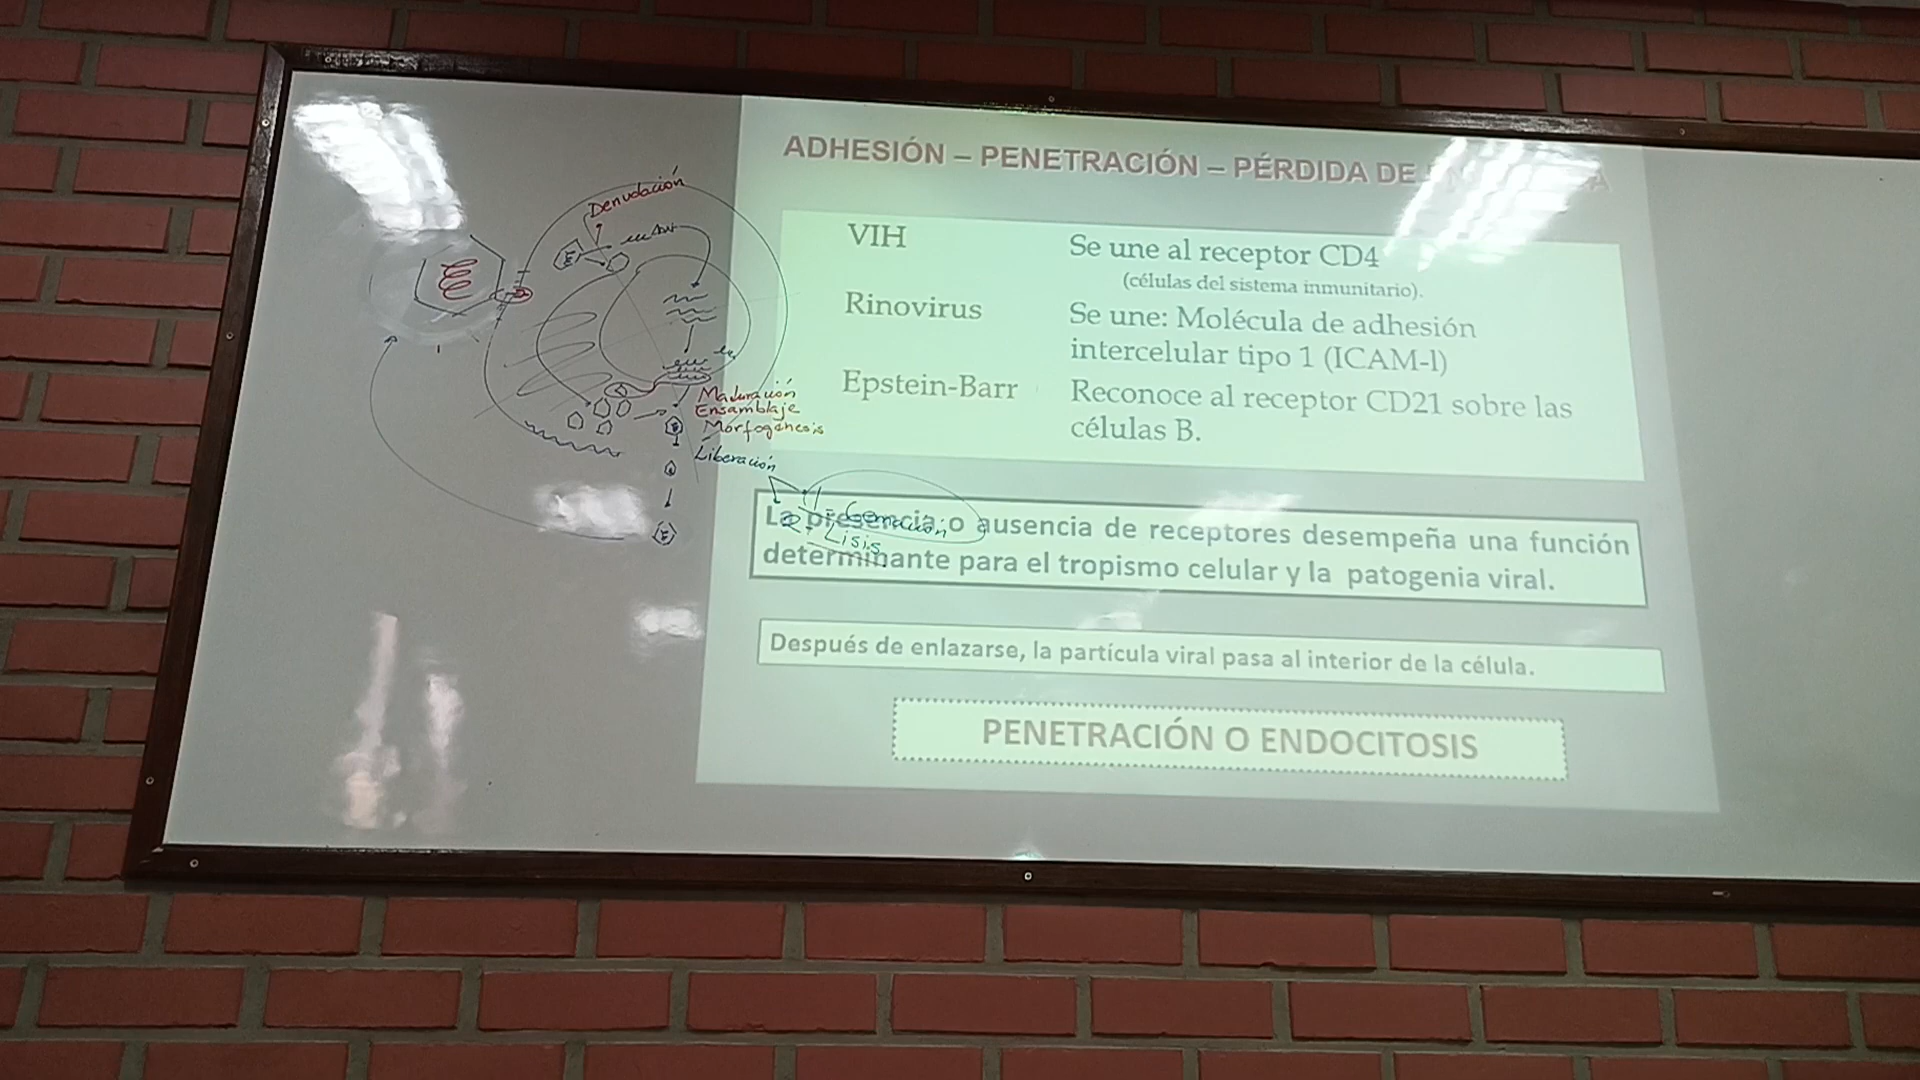 ADHESIÓN – PENETRACIÓN – PÉRDIDA DE
VIH
Se une al receptor CD4
(células del sistema inmunitario).
Rinovirus
Se une: Molécula de adhesión
intercelular tipo 1 (ICAM-l)
Epstein-Barr
Reconoce al receptor CD21 sobre las
células B.
La presencia o ausencia de receptores desempeña una función
determinante para el tropismo celular y la patogenia viral.
Después de enlazarse, la partícula viral pasa al interior de la célula.
PENETRACIÓN O ENDOCITOSIS
Denudación
Maduración
Ensamblaje
Morfogénesis
Liberación
Gemación
Lisis